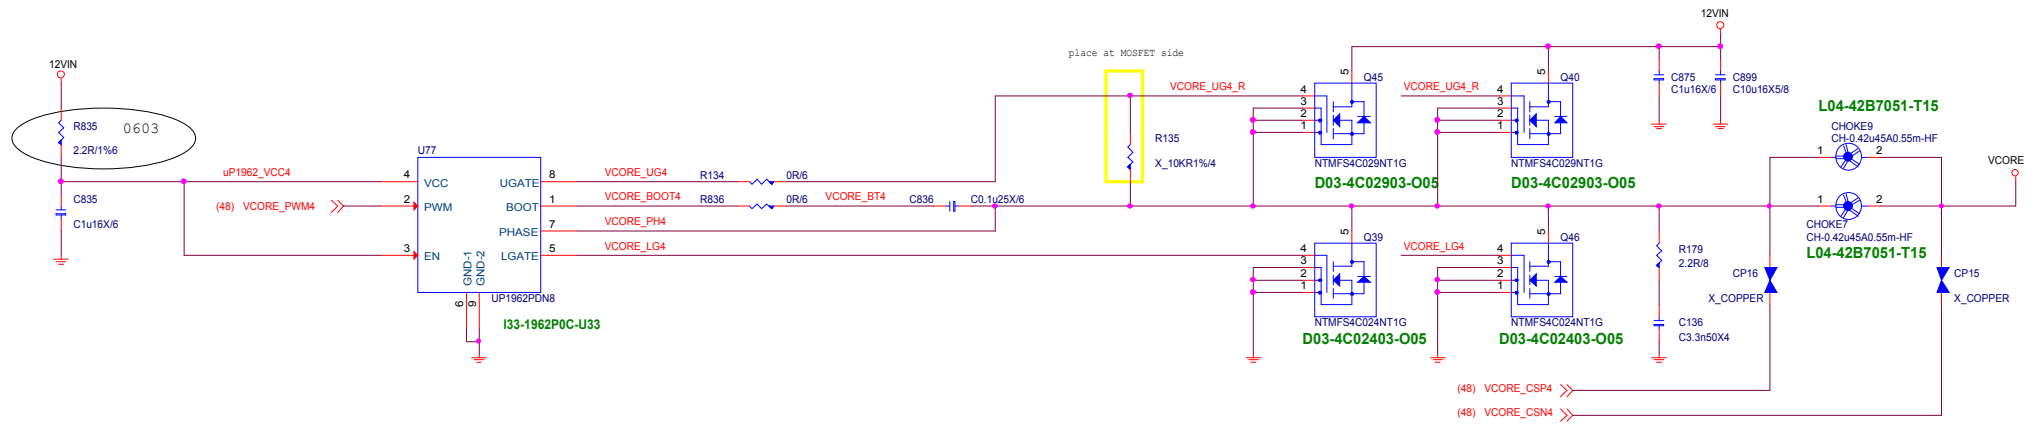 place at MOSFET side
12VIN
12VIN
R835
0603
2.2R/1%6
uP1962_VCC4
C835
C1u16X/6
(48) VCORE_PWM4
U77
4
2
3
VCC
PWM
EN
UGATE
BOOT
PHASE
LGATE
GND-1
GND-2
6
9
8
1
7
5
UP1962PDN8
I33-1962P0C-U33
VCORE_UG4
R134
0R/6
VCORE_BOOT4
R836
0R/6
VCORE_BT4
C836
C0.1u25X/6
VCORE_PH4
VCORE_LG4
R135
X_10KR1%/4
VCORE_UG4_R
Q45
5
4
3
2
1
NTMFS4C029NT1G
D03-4C02903-O05
VCORE_UG4_R
Q40
5
4
3
2
1
NTMFS4C029NT1G
D03-4C02903-O05
C875
C1u16X/6
C899
C10u16X5/8
Q39
5
4
3
2
1
NTMFS4C024NT1G
D03-4C02403-O05
VCORE_LG4
Q46
5
4
3
2
1
NTMFS4C024NT1G
D03-4C02403-O05
R179
2.2R/8
C136
C3.3n50X4
L04-42B7051-T15
CHOKE9
CH-0.42u45A0.55m-HF
1
2
VCORE
1
2
CHOKE7
CH-0.42u45A0.55m-HF
L04-42B7051-T15
CP16
X_COPPER
CP15
X_COPPER
(48) VCORE_CSP4
(48) VCORE_CSN4